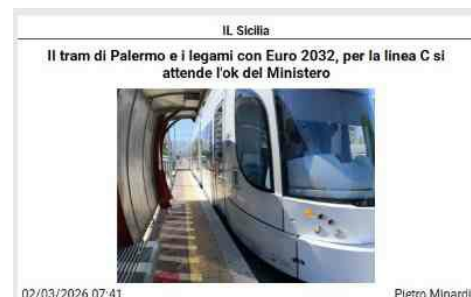 IL Sicilia
Il tram di Palermo e i legami con Euro 2032, per la linea C si
attende l'ok del Ministero
02/03/2026 07:41
Pietro Minardi